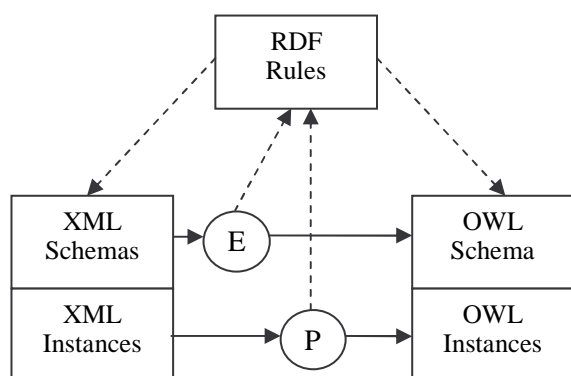 RDF
Rules
XML
Schemas
E
OWL
Schema
XML
Instances
P
OWL
Instances